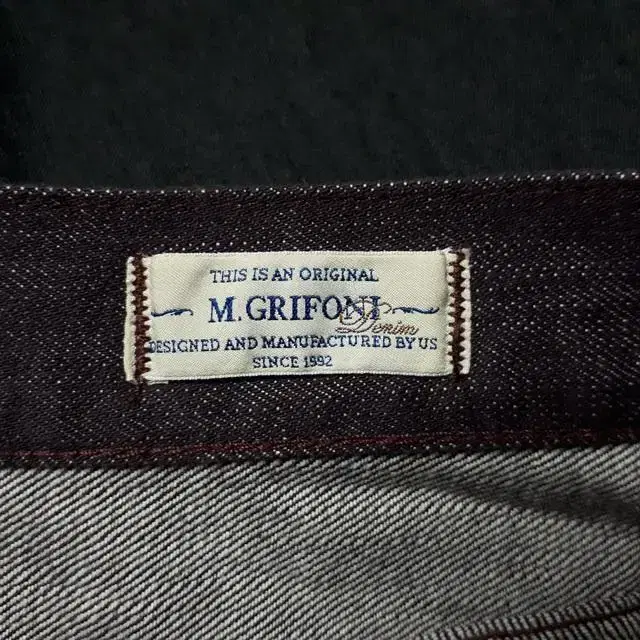 THIS IS AN ORIGINAL
M.GRIFONI
Denim
DESIGNED AND MANUFACTURED BY US
SINCE 1992